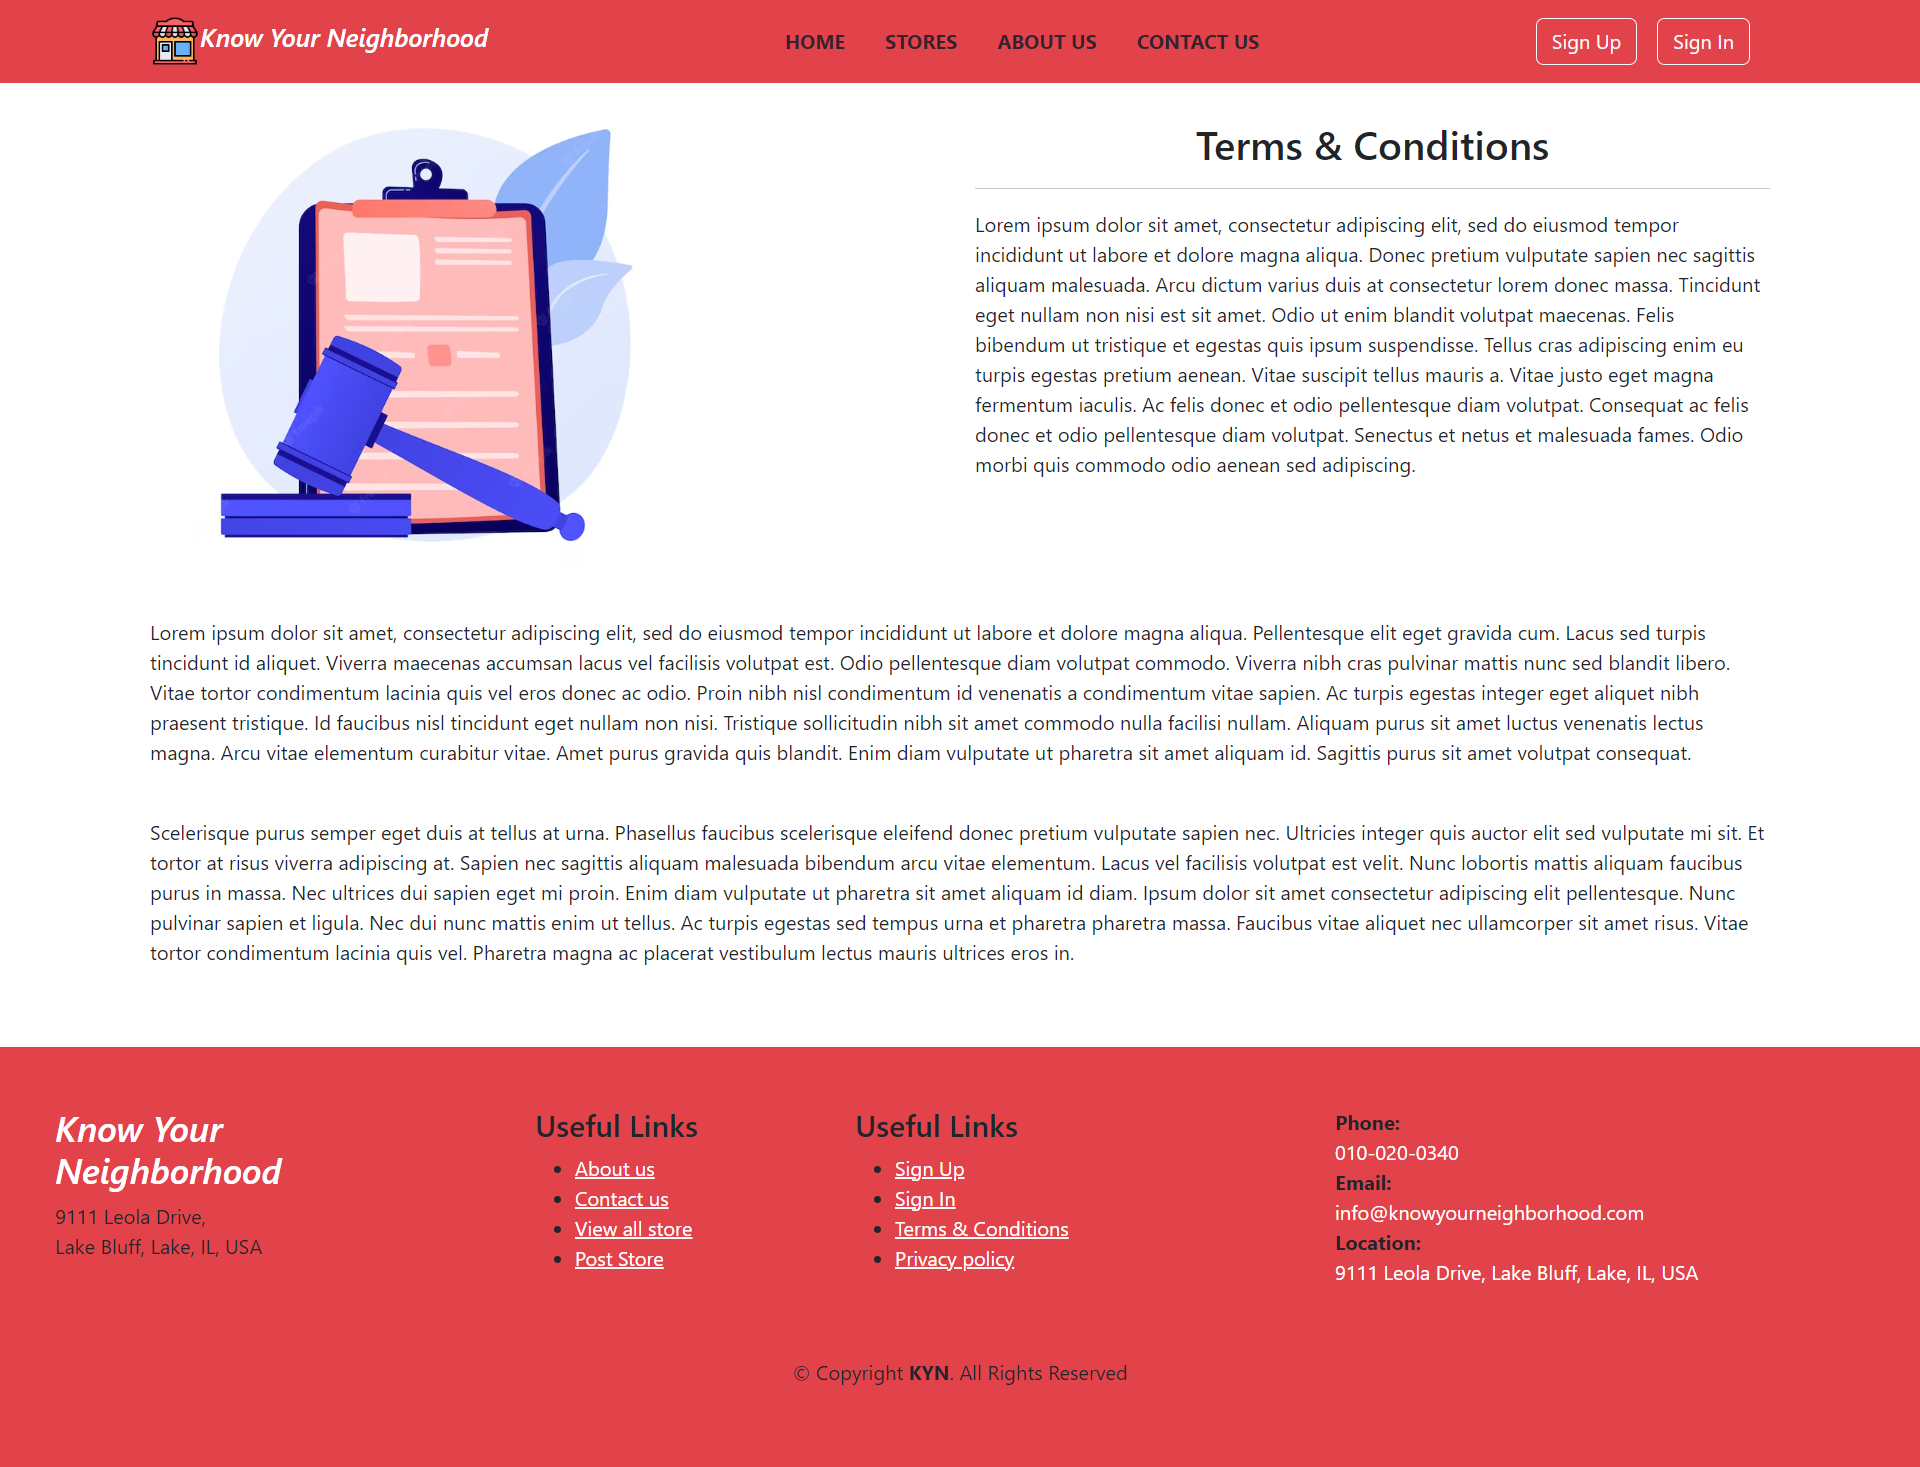 Know Your Neighborhood
HOME STORES ABOUT US CONTACT US
Sign Up Sign In
Terms & Conditions
Lorem ipsum dolor sit amet, consectetur adipiscing elit, sed do eiusmod tempor
incididunt ut labore et dolore magna aliqua. Donec pretium vulputate sapien nec sagittis
aliquam malesuada. Arcu dictum varius duis at consectetur lorem donec massa. Tincidunt
eget nullam non nisi est sit amet. Odio ut enim blandit volutpat maecenas. Felis
bibendum ut tristique et egestas quis ipsum suspendisse. Tellus cras adipiscing enim eu
turpis egestas pretium aenean. Vitae suscipit tellus mauris a. Vitae justo eget magna
fermentum iaculis. Ac felis donec et odio pellentesque diam volutpat. Consequat ac felis
donec et odio pellentesque diam volutpat. Senectus et netus et malesuada fames. Odio
morbi quis commodo odio aenean sed adipiscing.
Lorem ipsum dolor sit amet, consectetur adipiscing elit, sed do eiusmod tempor incididunt ut labore et dolore magna aliqua. Pellentesque elit eget gravida cum. Lacus sed turpis
tincidunt id aliquet. Viverra maecenas accumsan lacus vel facilisis volutpat est. Odio pellentesque diam volutpat commodo. Viverra nibh cras pulvinar mattis nunc sed blandit libero.
Vitae tortor condimentum lacinia quis vel eros donec ac odio. Proin nibh nisl condimentum id venenatis a condimentum vitae sapien. Ac turpis egestas integer eget aliquet nibh
praesent tristique. Id faucibus nisl tincidunt eget nullam non nisi. Tristique sollicitudin nibh sit amet commodo nulla facilisi nullam. Aliquam purus sit amet luctus venenatis lectus
magna. Arcu vitae elementum curabitur vitae. Amet purus gravida quis blandit. Enim diam vulputate ut pharetra sit amet aliquam id. Sagittis purus sit amet volutpat consequat.
Scelerisque purus semper eget duis at tellus at urna. Phasellus faucibus scelerisque eleifend donec pretium vulputate sapien nec. Ultricies integer quis auctor elit sed vulputate mi sit. Et
tortor at risus viverra adipiscing at. Sapien nec sagittis aliquam malesuada bibendum arcu vitae elementum. Lacus vel facilisis volutpat est velit. Nunc lobortis mattis aliquam faucibus
purus in massa. Nec ultrices dui sapien eget mi proin. Enim diam vulputate ut pharetra sit amet aliquam id diam. Ipsum dolor sit amet consectetur adipiscing elit pellentesque. Nunc
pulvinar sapien et ligula. Nec dui nunc mattis enim ut tellus. Ac turpis egestas sed tempus urna et pharetra pharetra massa. Faucibus vitae aliquet nec ullamcorper sit amet risus. Vitae
tortor condimentum lacinia quis vel. Pharetra magna ac placerat vestibulum lectus mauris ultrices eros in.
Know Your
Neighborhood
9111 Leola Drive,
Lake Bluff, Lake, IL, USA
Useful Links
About us
Contact us
View all store
Post Store
Useful Links
Sign Up
Sign In
Terms & Conditions
Privacy policy
Phone:
010-020-0340
Email:
info@knowyourneighborhood.com
Location:
9111 Leola Drive, Lake Bluff, Lake, IL, USA
© Copyright KYN. All Rights Reserved